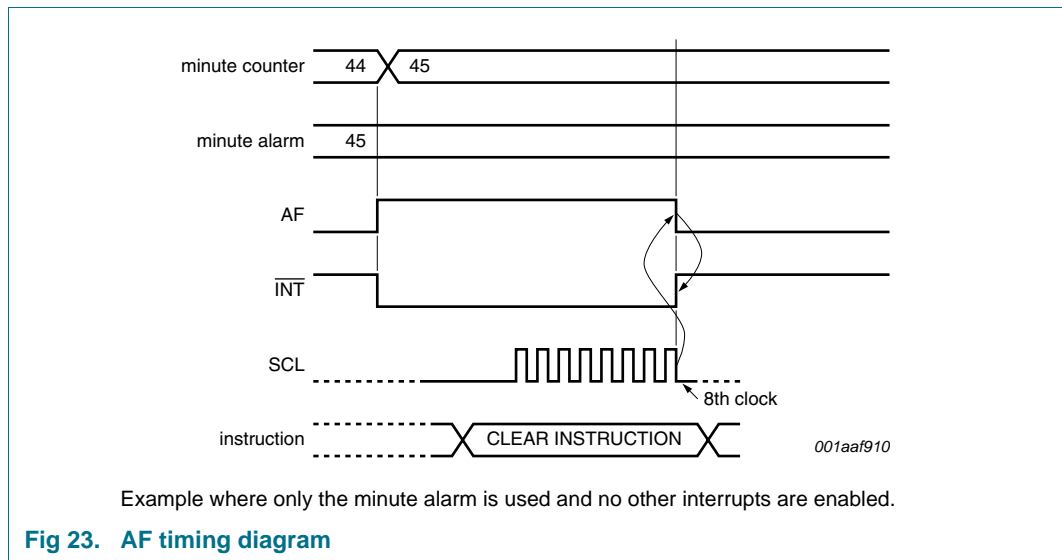 minute counter 44 45
minute alarm 45
AF
INT
SCL
8th clock
instruction CLEAR INSTRUCTION
001aaf910
Example where only the minute alarm is used and no other interrupts are enabled.
Fig 23. AF timing diagram